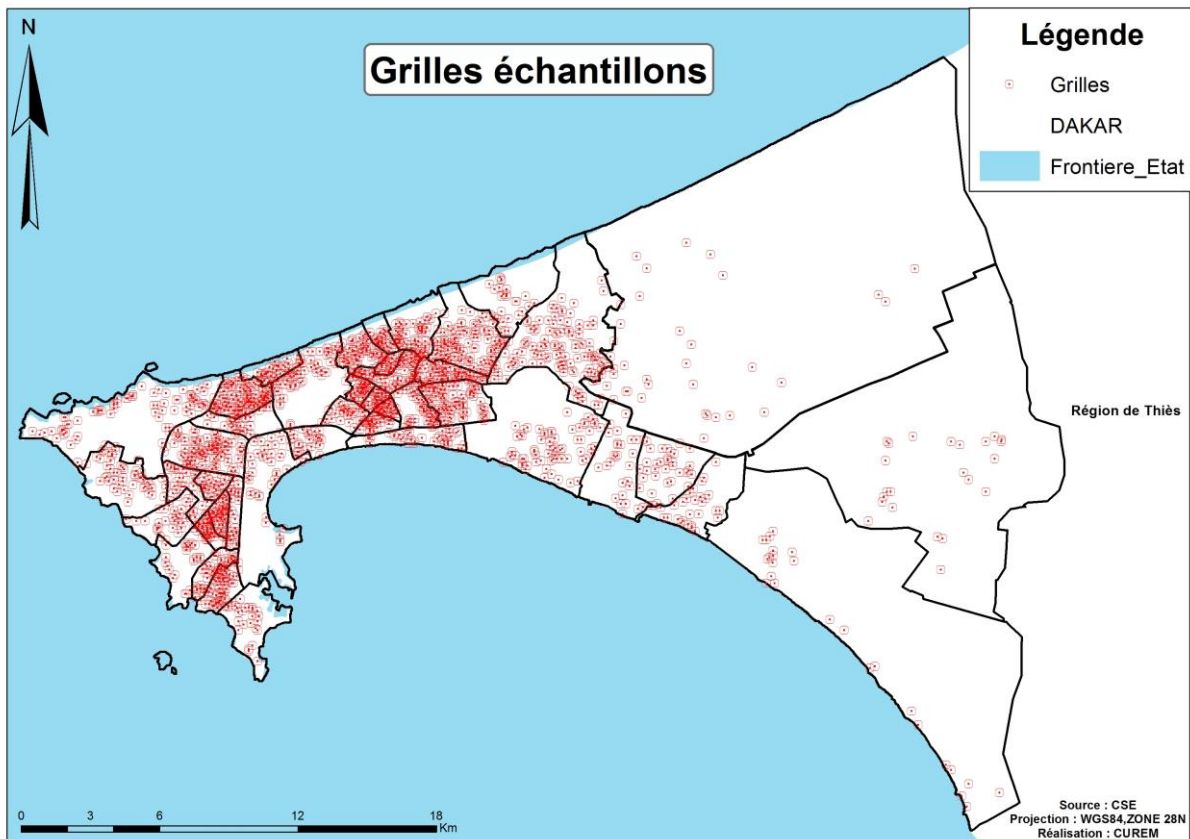 N
Grilles échantillons
Légende
Grilles
DAKAR
Frontiere_Etat
Région de Thiès
0 3 6 12 18
Km
Source : CSE
Projection : WGS84,ZONE 28N
Réalisation : CUREM